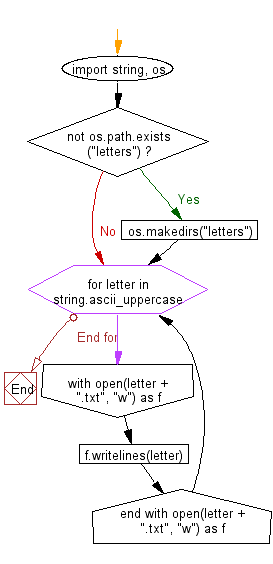 import string, os
not os.path.exists
("letters") ?
Yes
No
os.makedirs("letters")
for letter in
string.ascii_uppercase
End for
End
with open(letter +
".txt", "w") as f
f.writelines(letter)
end with open(letter +
".txt", "w") as f